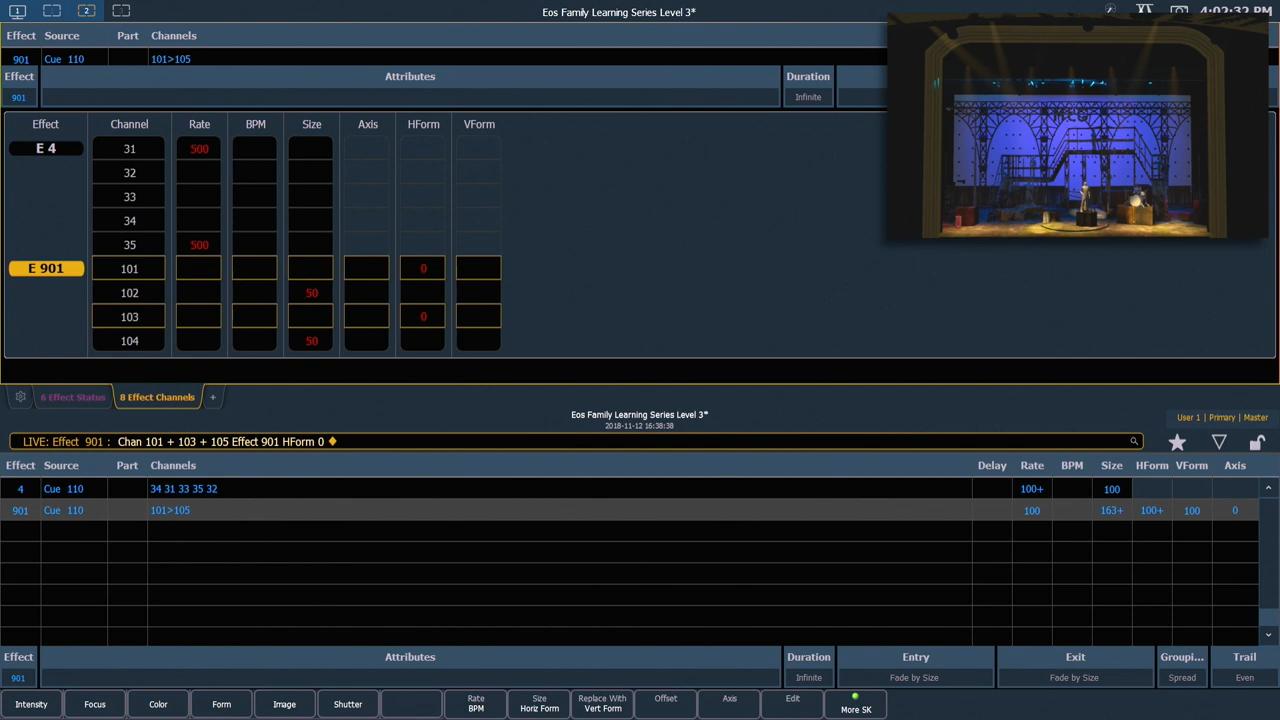 1 2 Eos Family Learning Series Level 3* 4:02:32 PM
Effect Source Part Channels
901 Cue 110 101>105
Effect Attributes Duration
901 Infinite
Effect Channel Rate BPM Size Axis HForm VForm
E 4 31 500
32
33
34
35 500
E 901 101 0
102 50
103 0
104 50
6 Effect Status 8 Effect Channels +
Eos Family Learning Series Level 3*
2018-11-12 16:38:38
User 1 | Primary | Master
LIVE: Effect 901 : Chan 101 + 103 + 105 Effect 901 HForm 0
Effect Source Part Channels Delay Rate BPM Size HForm VForm Axis
4 Cue 110 34 31 33 35 32 100+ 100
901 Cue 110 101>105 100 163+ 100+ 100 0
Effect Attributes Duration Entry Exit Groupi... Trail
901 Infinite Fade by Size Fade by Size Spread Even
Intensity Focus Color Form Image Shutter Rate BPM Size Horiz Form Replace With Vert Form Offset Axis Edit More SK